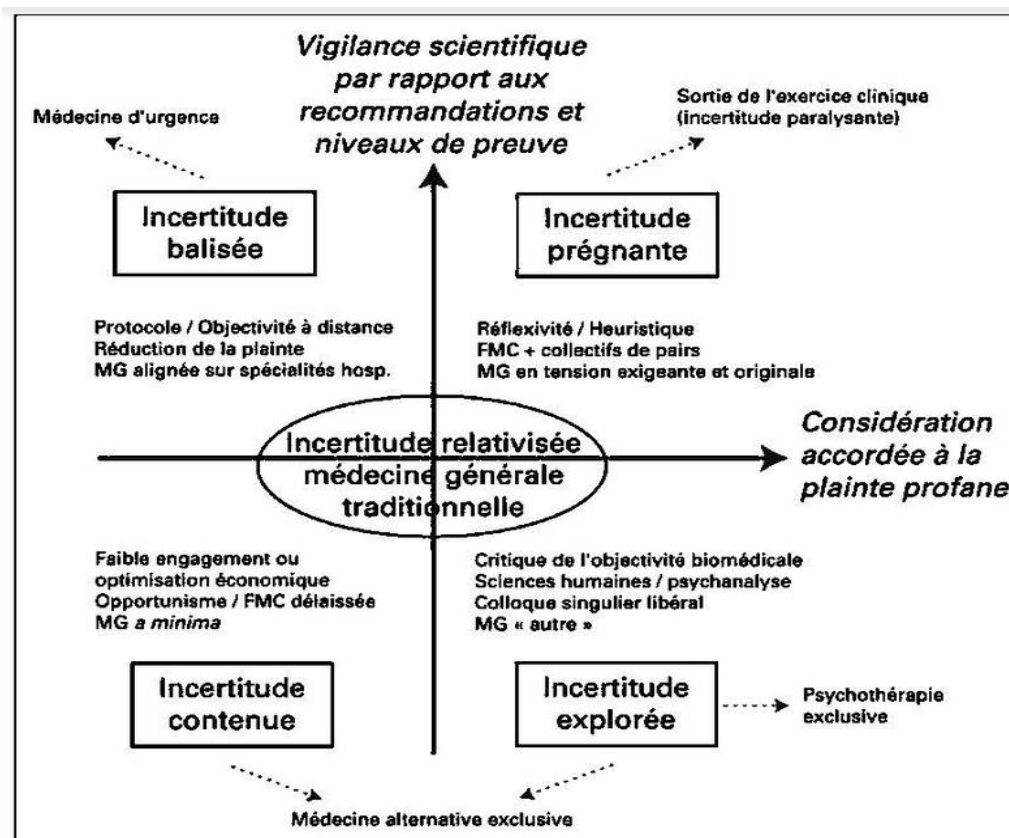 Vigilance scientifique
par rapport aux
recommandations et
niveaux de preuve
Médecine d'urgence
Sortie de l'exercice clinique
(incertitude paralysante)
Incertitude
balisée
Incertitude
prégnante
Protocole / Objectivité à distance
Réduction de la plainte
MG alignée sur spécialités hosp.
Réflexivité / Heuristique
FMC + collectifs de pairs
MG en tension exigeante et originale
Incertitude relativisée
médecine générale
traditionnelle
Considération
accordée à la
plainte profane
Faible engagement ou
optimisation économique
Opportunisme / FMC délaissée
MG a minima
Critique de l'objectivité biomédicale
Sciences humaines / psychanalyse
Colloque singulier libéral
MG « autre »
Incertitude
contenue
Incertitude
explorée
Psychothérapie
exclusive
Médecine alternative exclusive